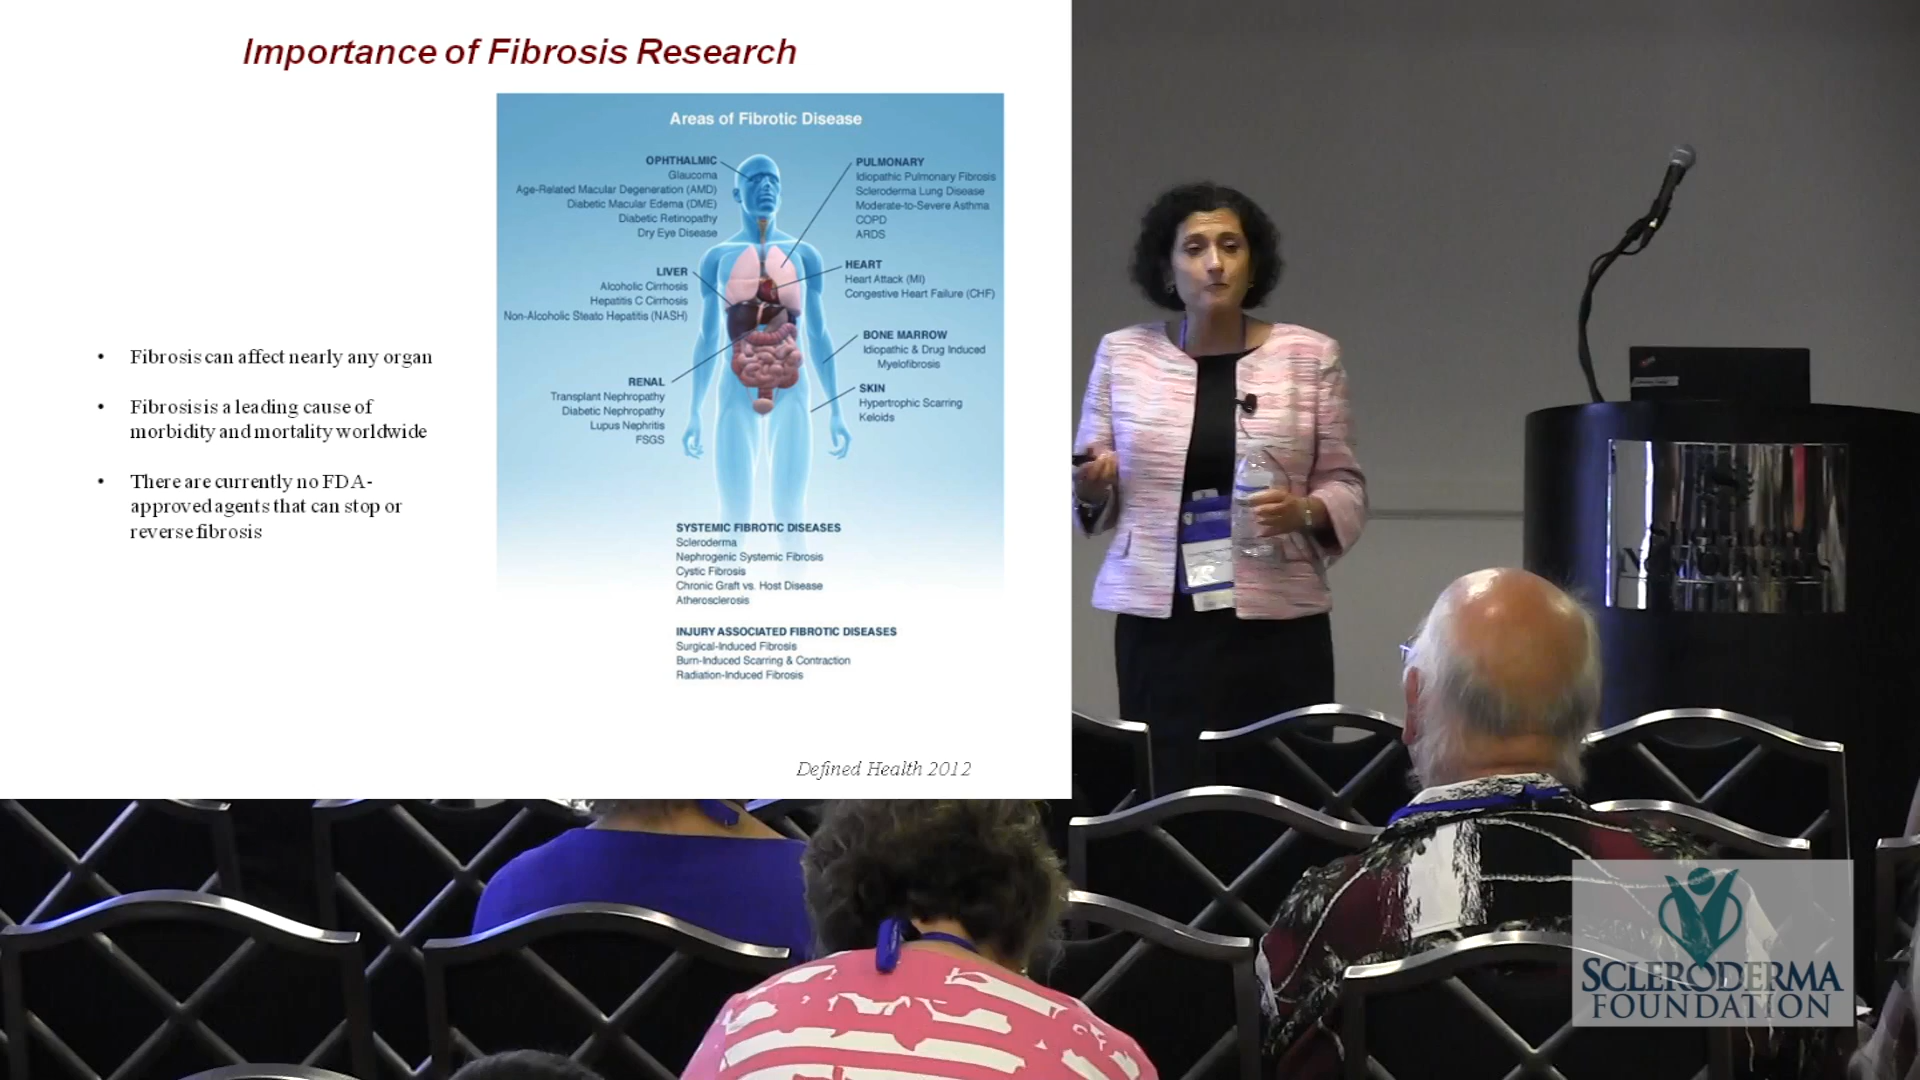 Importance of Fibrosis Research
• Fibrosis can affect nearly any organ
• Fibrosis is a leading cause of
morbidity and mortality worldwide
• There are currently no FDA-
approved agents that can stop or
reverse fibrosis
Areas of Fibrotic Disease
OPHTHALMIC
Glaucoma
Age-Related Macular Degeneration (AMD)
Diabetic Macular Edema (DME)
Diabetic Retinopathy
Dry Eye Disease
LIVER
Alcoholic Cirrhosis
Hepatitis C Cirrhosis
Non-Alcoholic Steato Hepatitis (NASH)
RENAL
Transplant Nephropathy
Diabetic Nephropathy
Lupus Nephritis
FSGS
PULMONARY
Idiopathic Pulmonary Fibrosis
Scleroderma Lung Disease
Moderate-to-Severe Asthma
COPD
ARDS
HEART
Heart Attack (MI)
Congestive Heart Failure (CHF)
BONE MARROW
Idiopathic & Drug Induced
Myelofibrosis
SKIN
Hypertrophic Scarring
Keloids
SYSTEMIC FIBROTIC DISEASES
Scleroderma
Nephrogenic Systemic Fibrosis
Cystic Fibrosis
Chronic Graft vs. Host Disease
Atherosclerosis
INJURY ASSOCIATED FIBROTIC DISEASES
Surgical-Induced Fibrosis
Burn-Induced Scarring & Contraction
Radiation-Induced Fibrosis
Defined Health 2012
SCLERODERMA
FOUNDATION